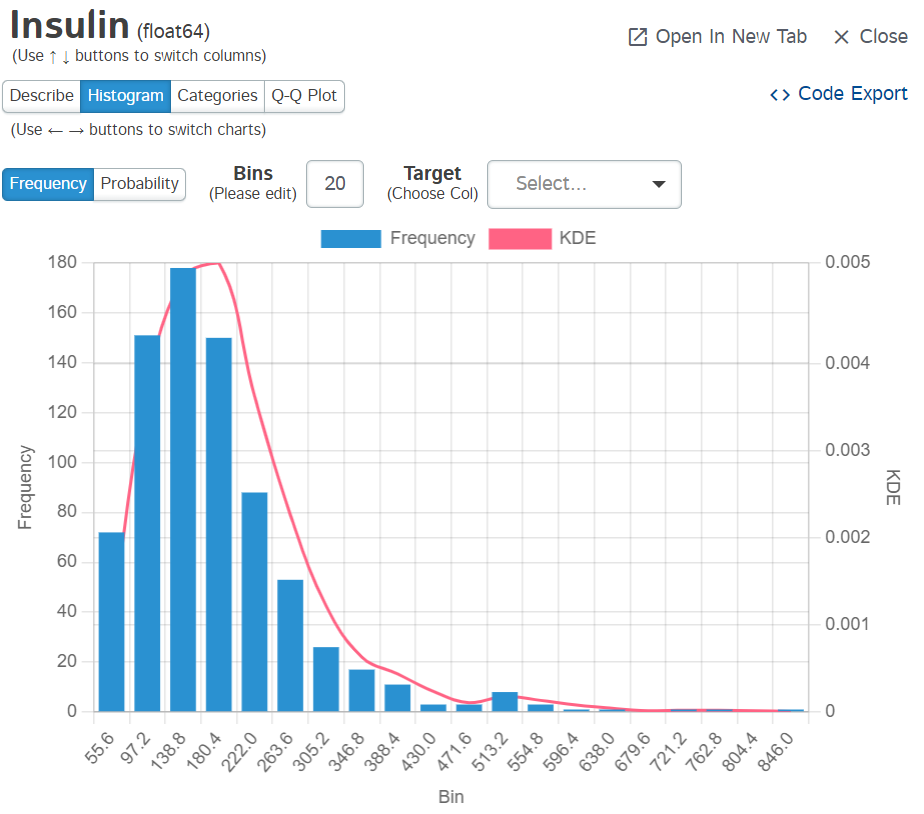 Insulin (float64)
(Use ↑ ↓ buttons to switch columns)
Open In New Tab
Close
Describe Histogram Categories Q-Q Plot
Code Export
(Use ← → buttons to switch charts)
Frequency Probability
Bins
(Please edit)
20
Target
(Choose Col)
Select...
Frequency KDE
180
160
140
120
100
80
60
40
20
0
Frequency
0.005
0.004
0.003
0.002
0.001
0
KDE
55.6 97.2 138.8 180.4 222.0 263.6 305.2 346.8 388.4 430.0 471.6 513.2 554.8 596.4 638.0 679.6 721.2 762.8 804.4 846.0
Bin